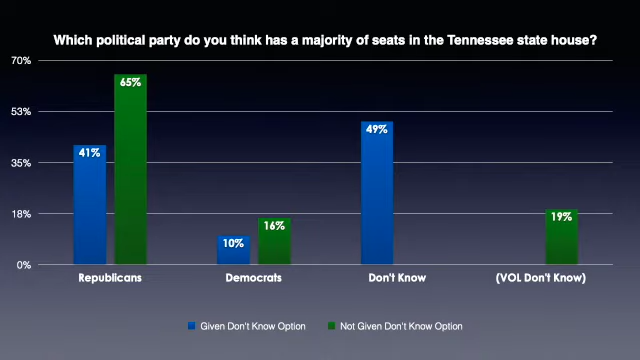 Which political party do you think has a majority of seats in the Tennessee state house?
70%
53%
35%
18%
0%
41%
65%
10%
16%
49%
19%
Republicans
Democrats
Don't Know
(VOL Don't Know)
Given Don't Know Option
Not Given Don't Know Option